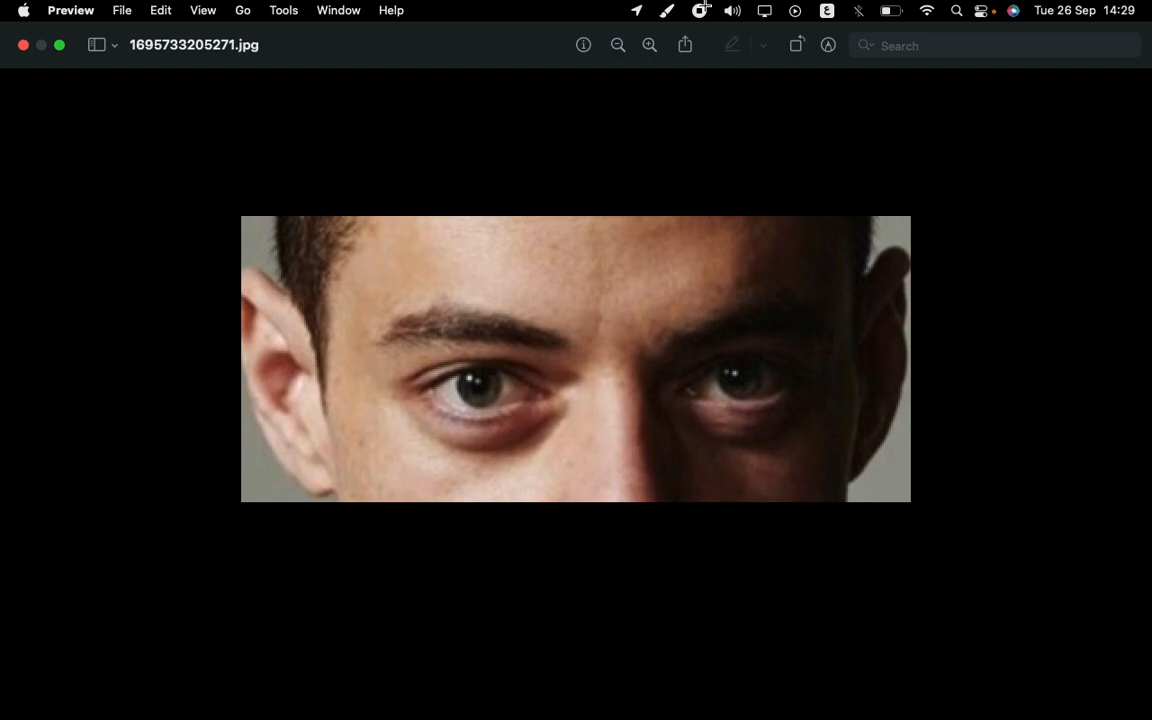 Preview File Edit View Go Tools Window Help ع Tue 26 Sep 14:29
1695733205271.jpg Search